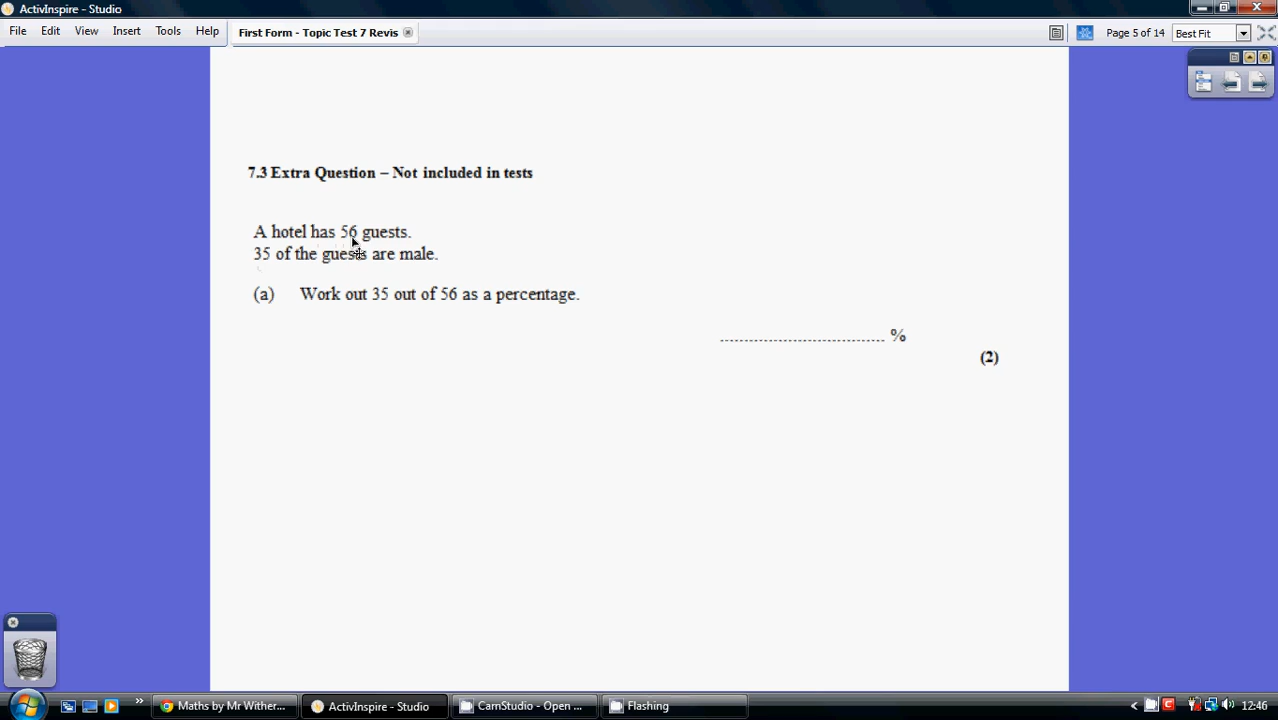 ActivInspire - Studio
File Edit View Insert Tools Help First Form - Topic Test 7 Revis Page 5 of 14 Best Fit
7.3 Extra Question – Not included in tests
A hotel has 56 guests.
35 of the guests are male.
(a) Work out 35 out of 56 as a percentage.
.................................. %
(2)
Maths by Mr Wither... ActivInspire - Studio CamStudio - Open ... Flashing 12:46